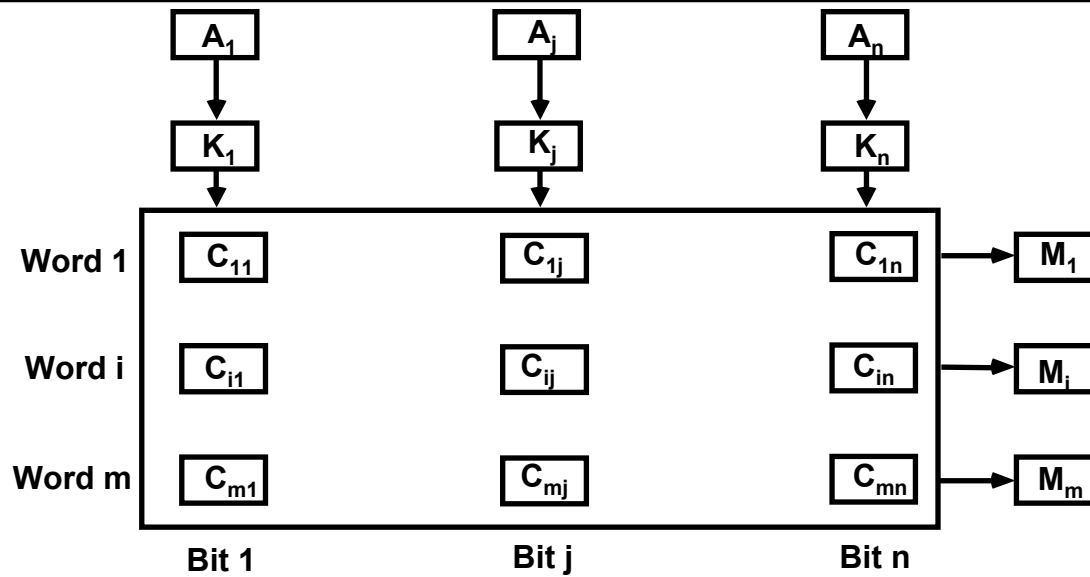 A₁ Aⱼ Aₙ
K₁ Kⱼ Kₙ
Word 1 C₁₁ C₁ⱼ C₁ₙ M₁
Word i Cᵢ₁ Cᵢⱼ Cᵢₙ Mᵢ
Word m Cₘ₁ Cₘⱼ Cₘₙ Mₘ
Bit 1 Bit j Bit n